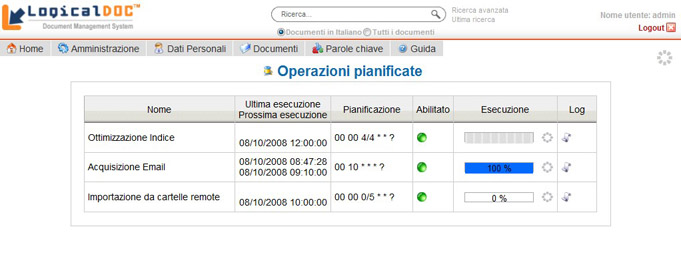 LogicalDOC™
Document Management System
Ricerca...
Ricerca avanzata
Ultima ricerca
Documenti in Italiano Tutti i documenti
Nome utente: admin
Logout
Home Amministrazione Dati Personali Documenti Parole chiave Guida
Operazioni pianificate
Nome Ultima esecuzione Prossima esecuzione Pianificazione Abilitato Esecuzione Log
Ottimizzazione Indice 08/10/2008 12:00:00 00 00 4/4 * * ?
Acquisizione Email 08/10/2008 08:47:28 08/10/2008 09:10:00 00 10 * * * ? 100 %
Importazione da cartelle remote 08/10/2008 10:00:00 00 00 0/5 * * ? 0 %